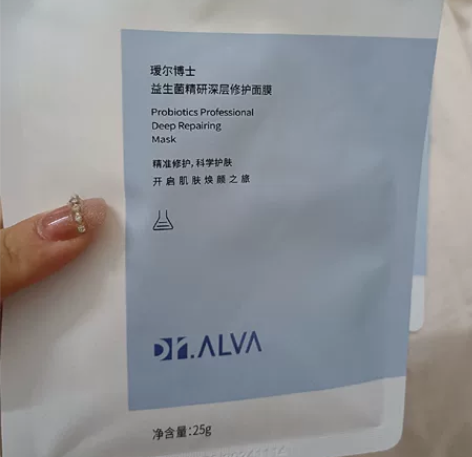 瑷尔博士
益生菌精研深层修护面膜
Probiotics Professional
Deep Repairing
Mask
精准修护,科学护肤
开启肌肤焕颜之旅
DR.ALVA
净含量:25g